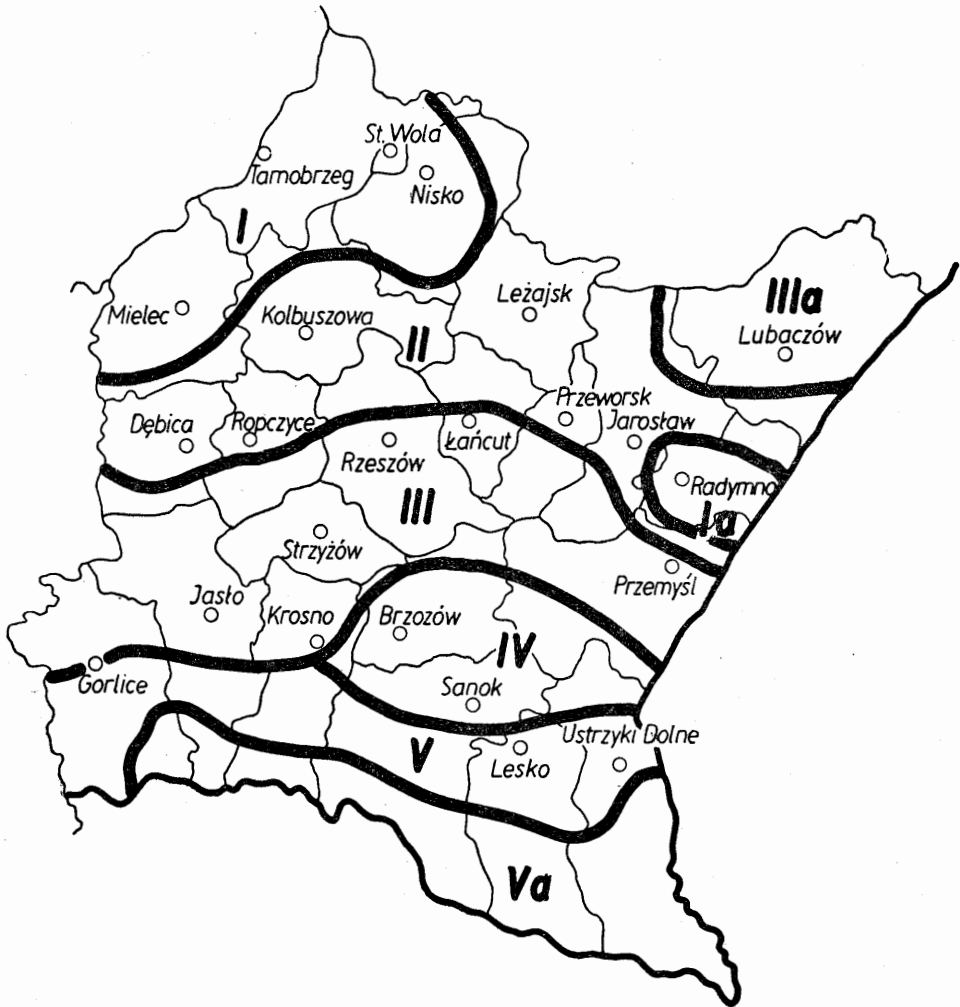 St. Wola
Tarnobrzeg
Nisko
I
Leżajsk
IIIa
Mielec
Kolbuszowa
Lubaczów
II
Przeworsk
Dębica
Ropczyce
Jarosław
Łańcut
Rzeszów
Radymno
III
Ia
Strzyżów
Przemyśl
Jasło
Krosno
Brzozów
IV
Gorlice
Sanok
Ustrzyki Dolne
V
Lesko
Va